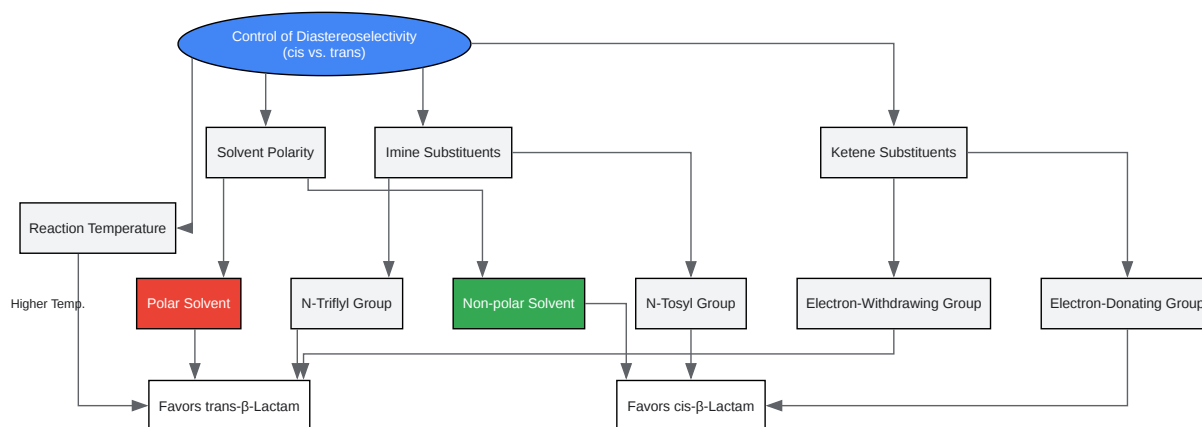 Control of Diastereoselectivity
(cis vs. trans)
Solvent Polarity
Imine Substituents
Ketene Substituents
Reaction Temperature
Higher Temp.
Polar Solvent
N-Triflyl Group
Non-polar Solvent
N-Tosyl Group
Electron-Withdrawing Group
Electron-Donating Group
Favors trans-β-Lactam
Favors cis-β-Lactam